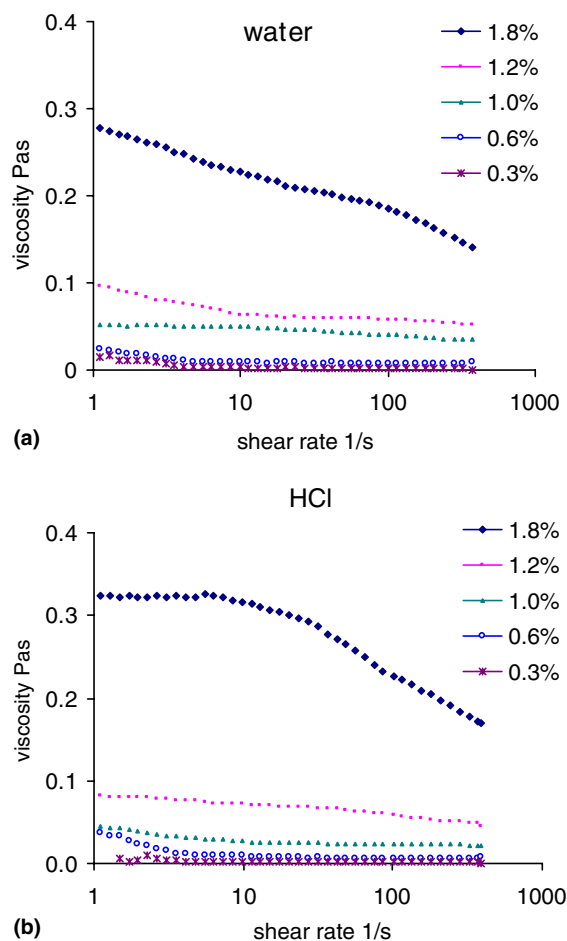 water
0.4
0.3
0.2
0.1
0
viscosity Pas
1 10 100 1000
shear rate 1/s
1.8%
1.2%
1.0%
0.6%
0.3%
(a)
HCl
0.4
0.3
0.2
0.1
0.0
viscosity Pas
1 10 100 1000
shear rate 1/s
1.8%
1.2%
1.0%
0.6%
0.3%
(b)